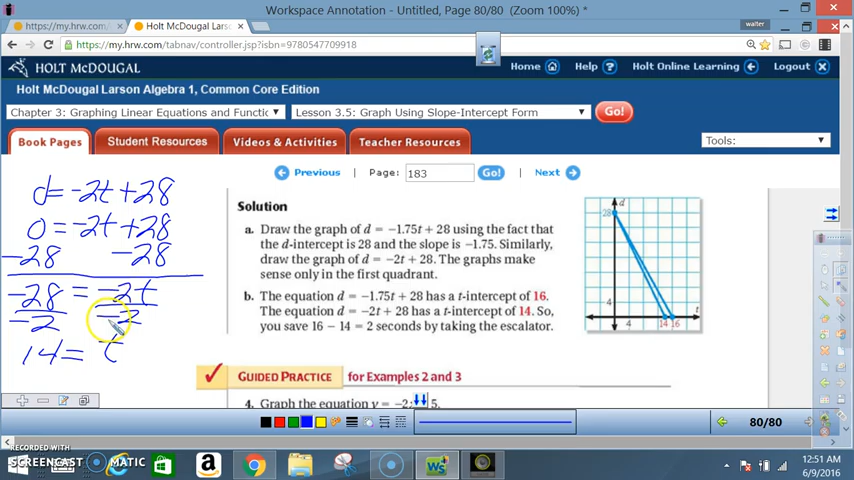 Workspace Annotation - Untitled, Page 80/80 (Zoom 100%) *
https://my.hrw.com/
Holt McDougal Larson Alg
walter
https://my.hrw.com/tabnav/controller.jsp?isbn=9780547709918
HOLT McDOUGAL
Home
Help
Holt Online Learning
Logout
Holt McDougal Larson Algebra 1, Common Core Edition
Chapter 3: Graphing Linear Equations and Functi
Lesson 3.5: Graph Using Slope-Intercept Form
Go!
Book Pages
Student Resources
Videos & Activities
Teacher Resources
Tools:
Previous
Page: 183
Go!
Next
d = -2t + 28
0 = -2t + 28
-28 -28
-28 = -2t
-2 -2
14 = t
Solution
a. Draw the graph of d = −1.75t + 28 using the fact that
the d-intercept is 28 and the slope is −1.75. Similarly,
draw the graph of d = −2t + 28. The graphs make
sense only in the first quadrant.
b. The equation d = −1.75t + 28 has a t-intercept of 16.
The equation d = −2t + 28 has a t-intercept of 14. So,
you save 16 − 14 = 2 seconds by taking the escalator.
d
28
4
4
14 16
t
GUIDED PRACTICE for Examples 2 and 3
4. Graph the equation y = −2 5.
80/80
RECORDED WITH
SCREENCAST MATIC
12:51 AM
6/9/2016